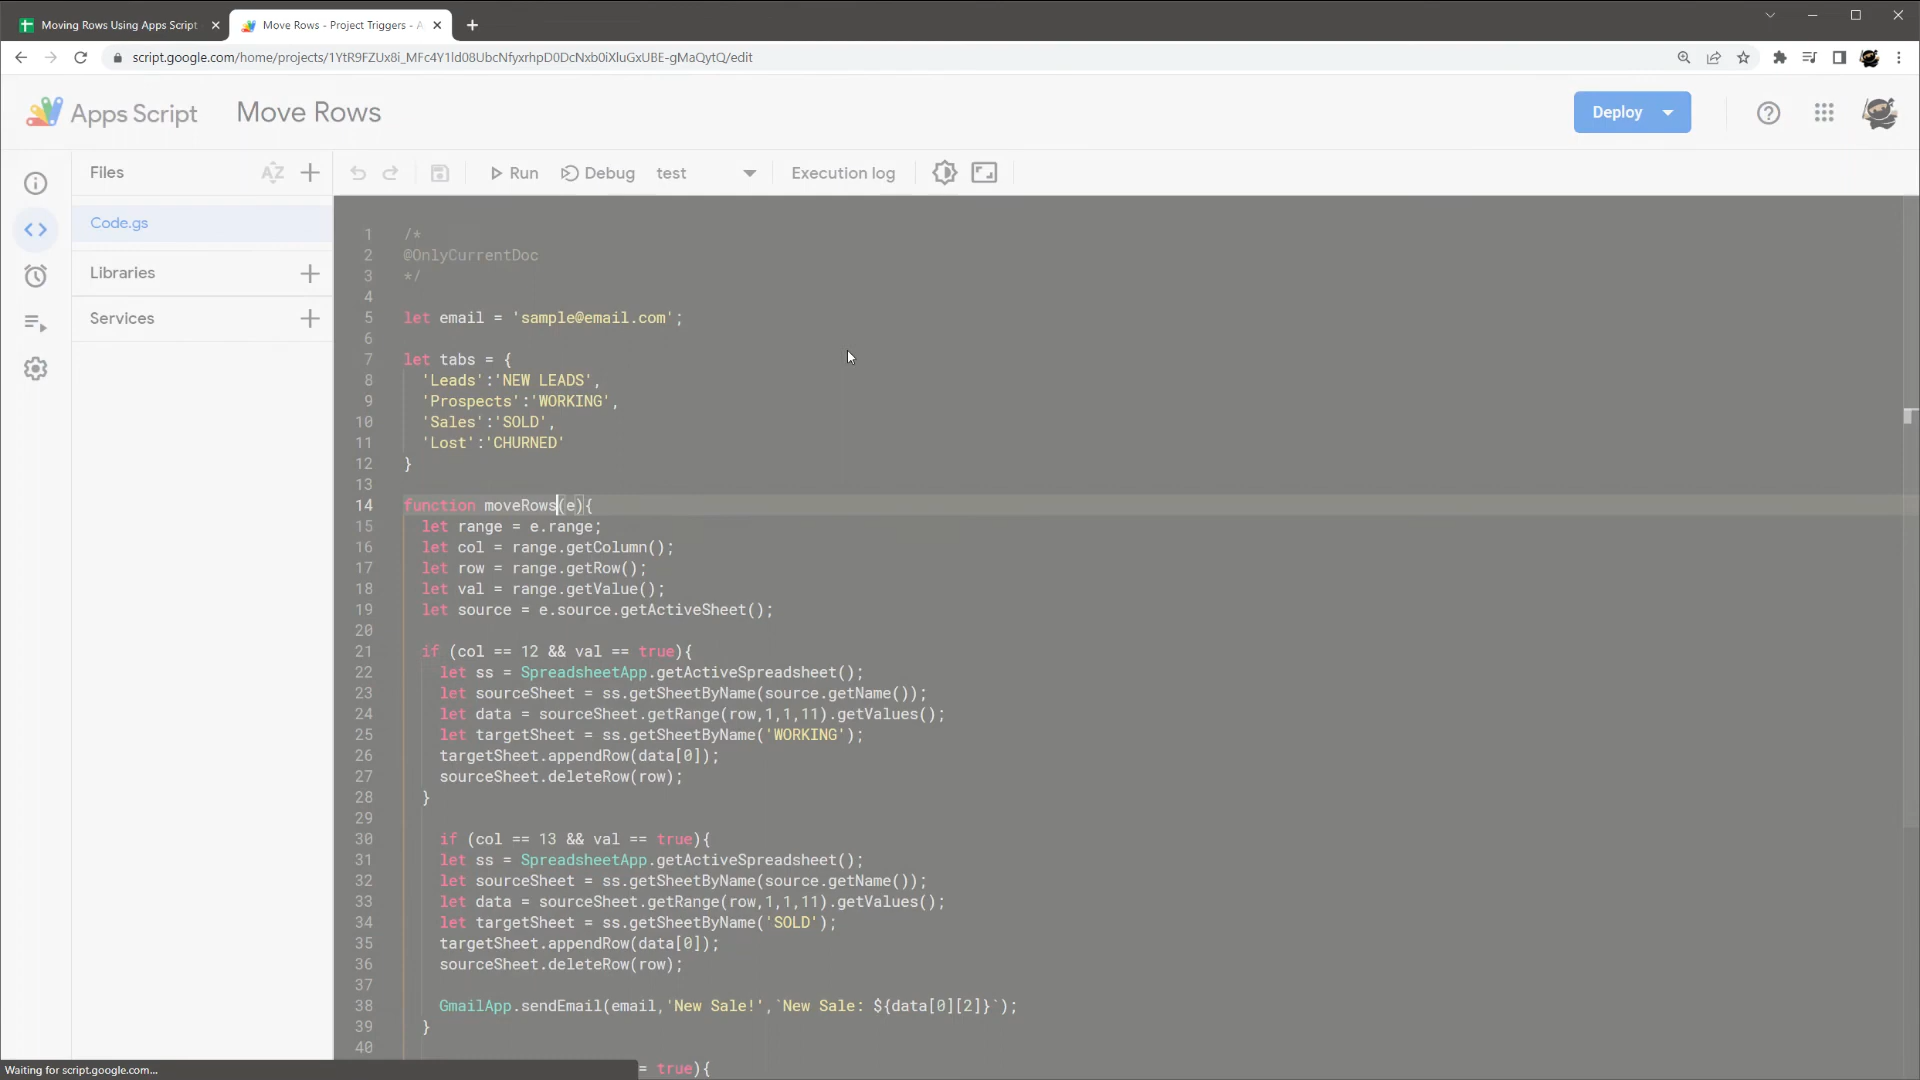 Moving Rows Using Apps Script
Move Rows - Project Triggers - A
script.google.com/home/projects/1YtR9FZUx8i_MFc4Y1ld08UbcNfyxrhpD0DcNxb0iXluGxUBE-gMaQytQ/edit
Apps Script
Move Rows
Deploy
Files
AZ
Run
Debug
test
Execution log
Code.gs
Libraries
Services
1 /*
2 @OnlyCurrentDoc
3 */
4
5 let email = 'sample@email.com';
6
7 let tabs = {
8 'Leads':'NEW LEADS',
9 'Prospects':'WORKING',
10 'Sales':'SOLD',
11 'Lost':'CHURNED'
12 }
13
14 function moveRows(e){
15 let range = e.range;
16 let col = range.getColumn();
17 let row = range.getRow();
18 let val = range.getValue();
19 let source = e.source.getActiveSheet();
20
21 if (col == 12 && val == true){
22 let ss = SpreadsheetApp.getActiveSpreadsheet();
23 let sourceSheet = ss.getSheetByName(source.getName());
24 let data = sourceSheet.getRange(row,1,1,11).getValues();
25 let targetSheet = ss.getSheetByName('WORKING');
26 targetSheet.appendRow(data[0]);
27 sourceSheet.deleteRow(row);
28 }
29
30 if (col == 13 && val == true){
31 let ss = SpreadsheetApp.getActiveSpreadsheet();
32 let sourceSheet = ss.getSheetByName(source.getName());
33 let data = sourceSheet.getRange(row,1,1,11).getValues();
34 let targetSheet = ss.getSheetByName('SOLD');
35 targetSheet.appendRow(data[0]);
36 sourceSheet.deleteRow(row);
37
38 GmailApp.sendEmail(email,'New Sale!',`New Sale: ${data[0][2]}`);
39 }
40
= true){
Waiting for script.google.com...